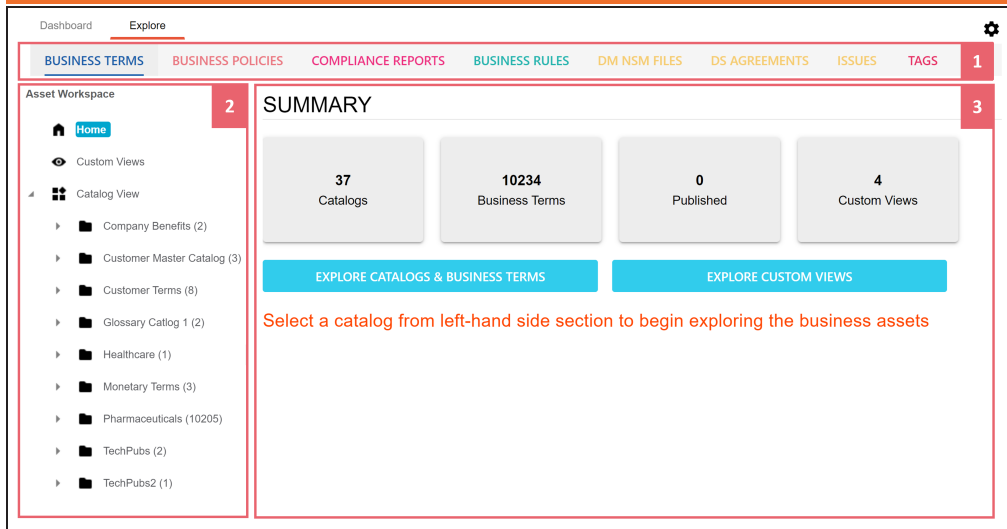 Dashboard Explore
BUSINESS TERMS BUSINESS POLICIES COMPLIANCE REPORTS BUSINESS RULES DM NSM FILES DS AGREEMENTS ISSUES TAGS 1
Asset Workspace 2
Home
Custom Views
Catalog View
Company Benefits (2)
Customer Master Catalog (3)
Customer Terms (8)
Glossary Catlog 1 (2)
Healthcare (1)
Monetary Terms (3)
Pharmaceuticals (10205)
TechPubs (2)
TechPubs2 (1)
SUMMARY 3
37
Catalogs
10234
Business Terms
0
Published
4
Custom Views
EXPLORE CATALOGS & BUSINESS TERMS EXPLORE CUSTOM VIEWS
Select a catalog from left-hand side section to begin exploring the business assets